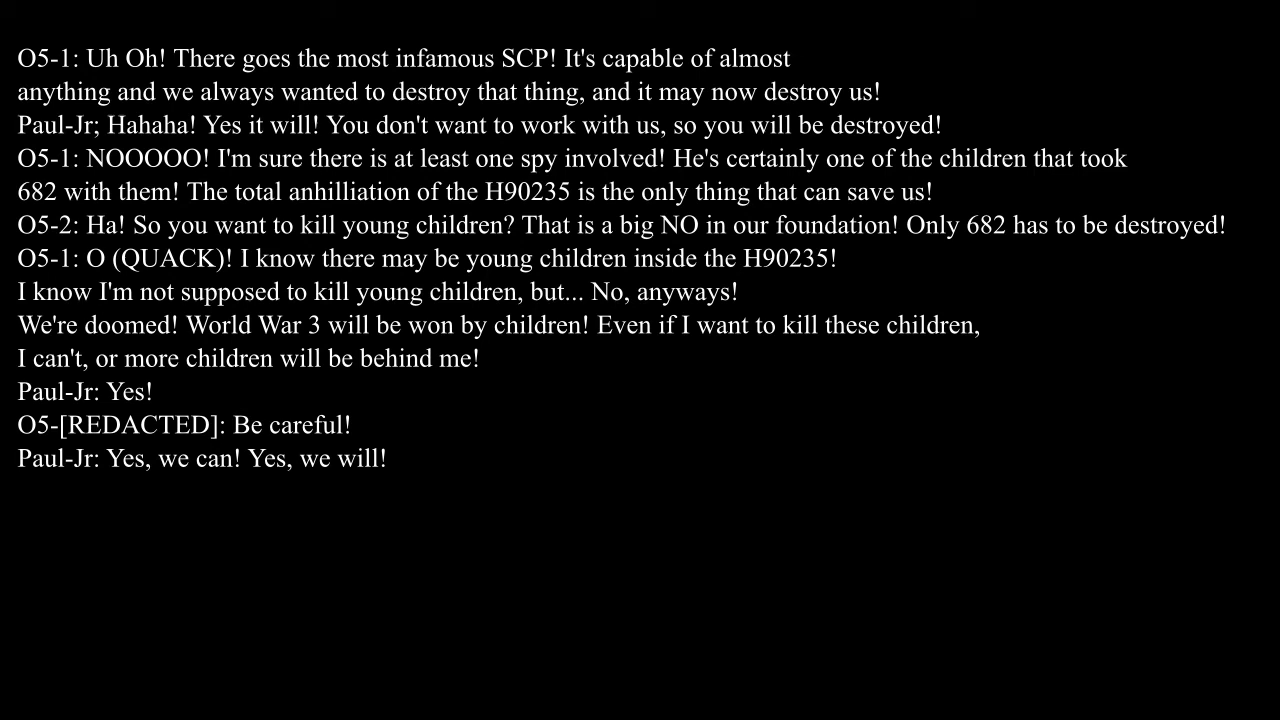 O5-1: Uh Oh! There goes the most infamous SCP! It's capable of almost
anything and we always wanted to destroy that thing, and it may now destroy us!
Paul-Jr; Hahaha! Yes it will! You don't want to work with us, so you will be destroyed!
O5-1: NOOOOO! I'm sure there is at least one spy involved! He's certainly one of the children that took
682 with them! The total anhilliation of the H90235 is the only thing that can save us!
O5-2: Ha! So you want to kill young children? That is a big NO in our foundation! Only 682 has to be destroyed!
O5-1: O (QUACK)! I know there may be young children inside the H90235!
I know I'm not supposed to kill young children, but... No, anyways!
We're doomed! World War 3 will be won by children! Even if I want to kill these children,
I can't, or more children will be behind me!
Paul-Jr: Yes!
O5-[REDACTED]: Be careful!
Paul-Jr: Yes, we can! Yes, we will!